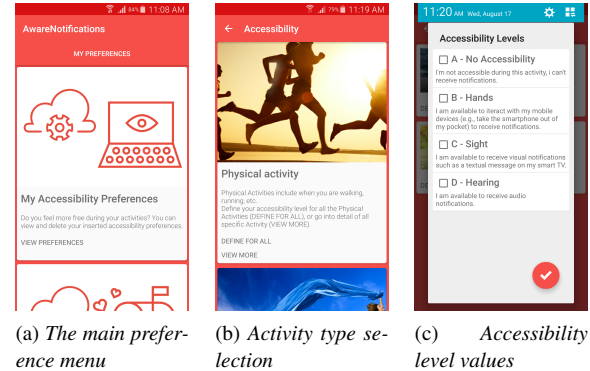 84% 11:08 AM
AwareNotifications
MY PREFERENCES
My Accessibility Preferences
Do you feel more free during your activities? You can
view and delete your inserted accessibility preferences.
VIEW PREFERENCES
(a) The main prefer-
ence menu
79% 11:19 AM
← Accessibility
Physical activity
Physical Activities include when you are walking,
running, etc.
Define your accessibility level for all the Physical
Activities (DEFINE FOR ALL), or go into detail of all
specific Activity (VIEW MORE).
DEFINE FOR ALL
VIEW MORE
(b) Activity type se-
lection
11:20 AM Wed, August 17
Accessibility Levels
A - No Accessibility
I'm not accessible during this activity, i can't
receive notifications.
B - Hands
I am available to iteract with my mobile
devices (e.g., take the smartphone out of
my pocket) to receive notifications.
C - Sight
I am available to receive visual notifications
such as a textual message on my smart TV.
D - Hearing
I am available to receive audio
notifications.
(c) Accessibility
level values